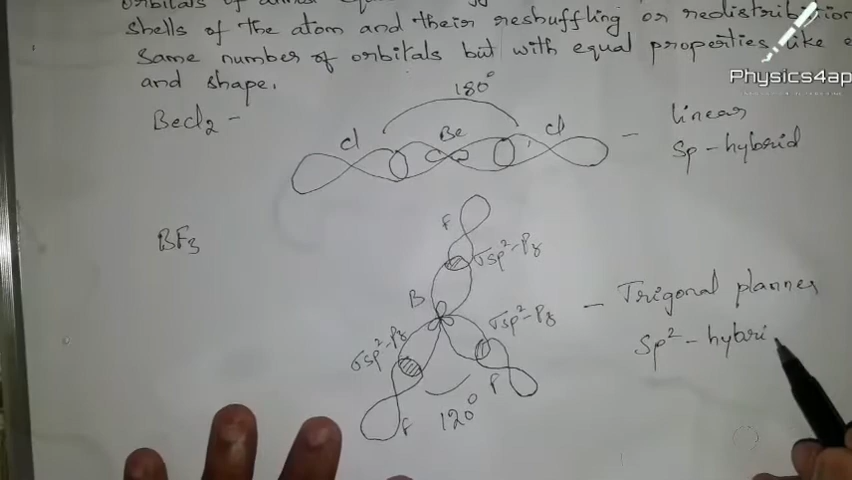 orbitals of
shells of the atom and their reshuffling or redistribution
Same number of orbitals but with equal properties like e
and shape.
Physics4ap
BeCl2 -
180°
Cl
Be
Cl
- linear
Sp - hybrid
BF3
F
σsp²-Pz
B
σsp²-Pz
σsp²-Pz
F
F
120°
- Trigonal planner
Sp² - hybri